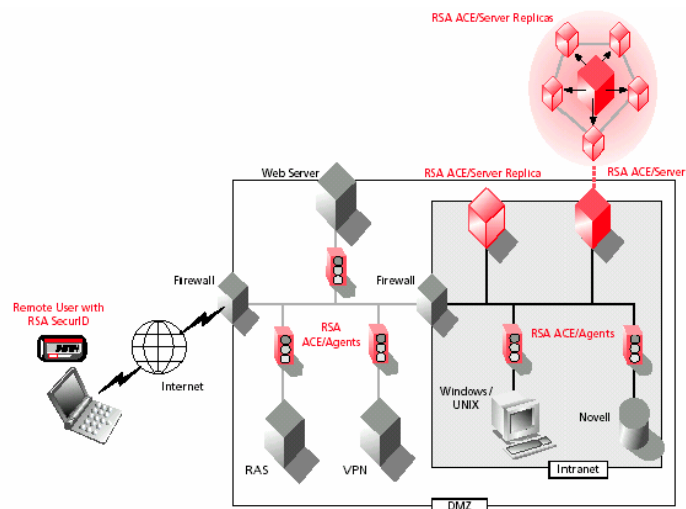 RSA ACE/Server Replicas
Web Server
RSA ACE/Server Replica
RSA ACE/Server
Firewall
Firewall
Remote User with
RSA SecurID
RSA
ACE/Agents
RSA ACE/Agents
Internet
Windows/
UNIX
Novell
RAS
VPN
Intranet
DMZ